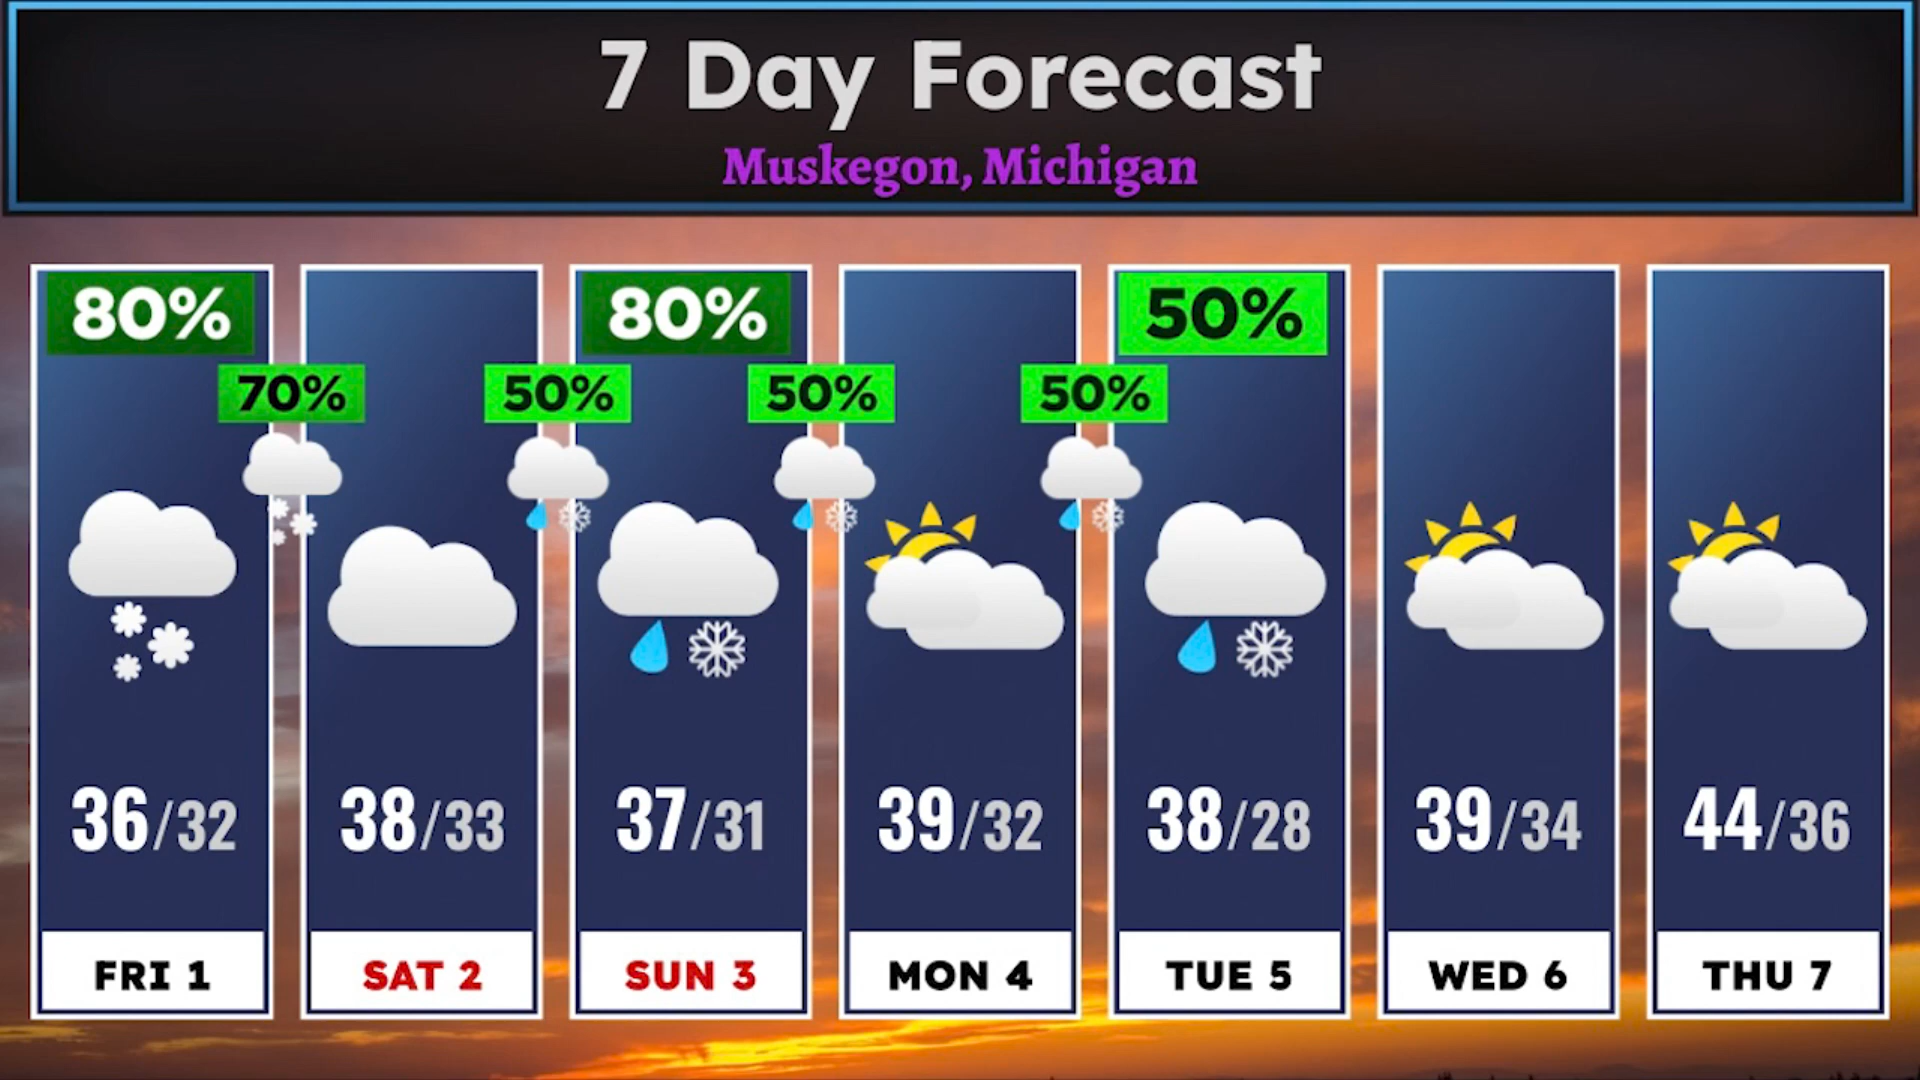 7 Day Forecast
Muskegon, Michigan
80% 80% 50%
70% 50% 50% 50%
36/32 38/33 37/31 39/32 38/28 39/34 44/36
FRI 1 SAT 2 SUN 3 MON 4 TUE 5 WED 6 THU 7